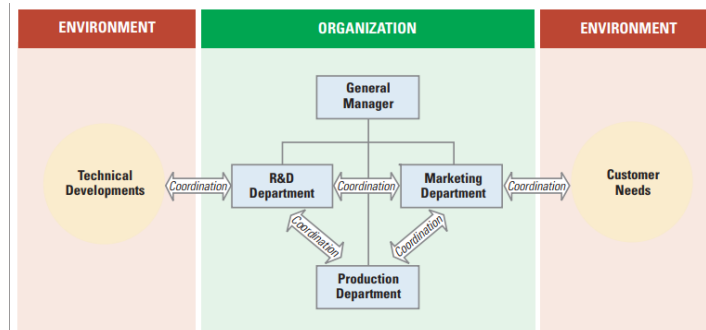 ENVIRONMENT
ORGANIZATION
ENVIRONMENT
General
Manager
Technical
Developments
Coordination
R&D
Department
Coordination
Marketing
Department
Coordination
Customer
Needs
Coordination
Coordination
Production
Department